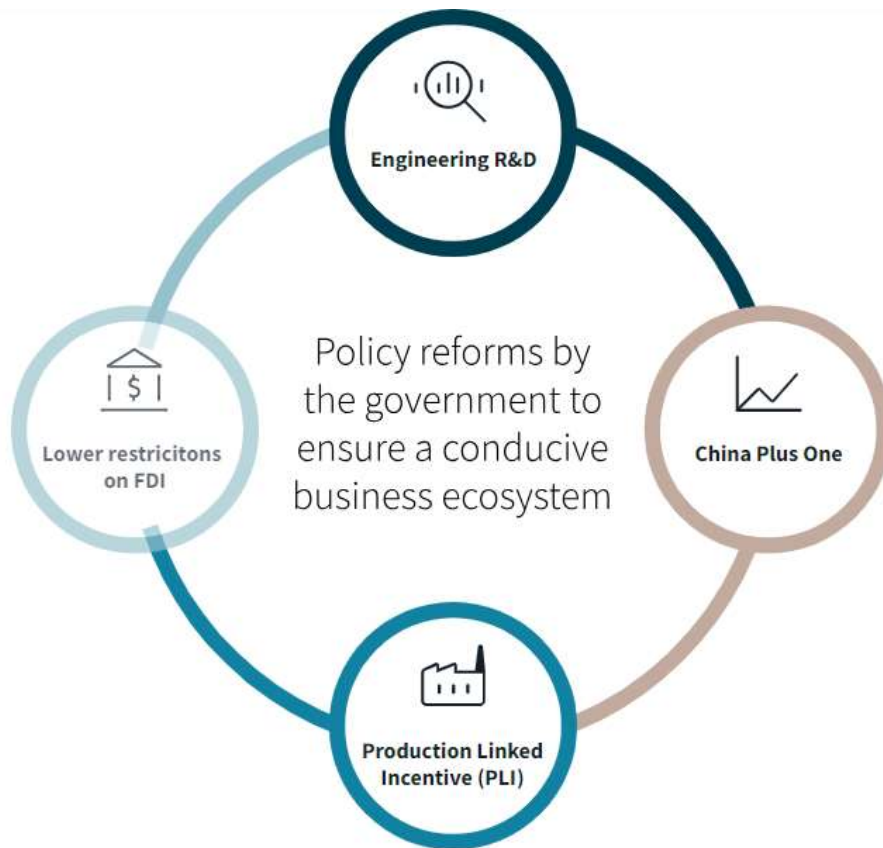 Engineering R&D
Policy reforms by
the government to
ensure a conducive
business ecosystem
Lower restricitons
on FDI
China Plus One
Production Linked
Incentive (PLI)